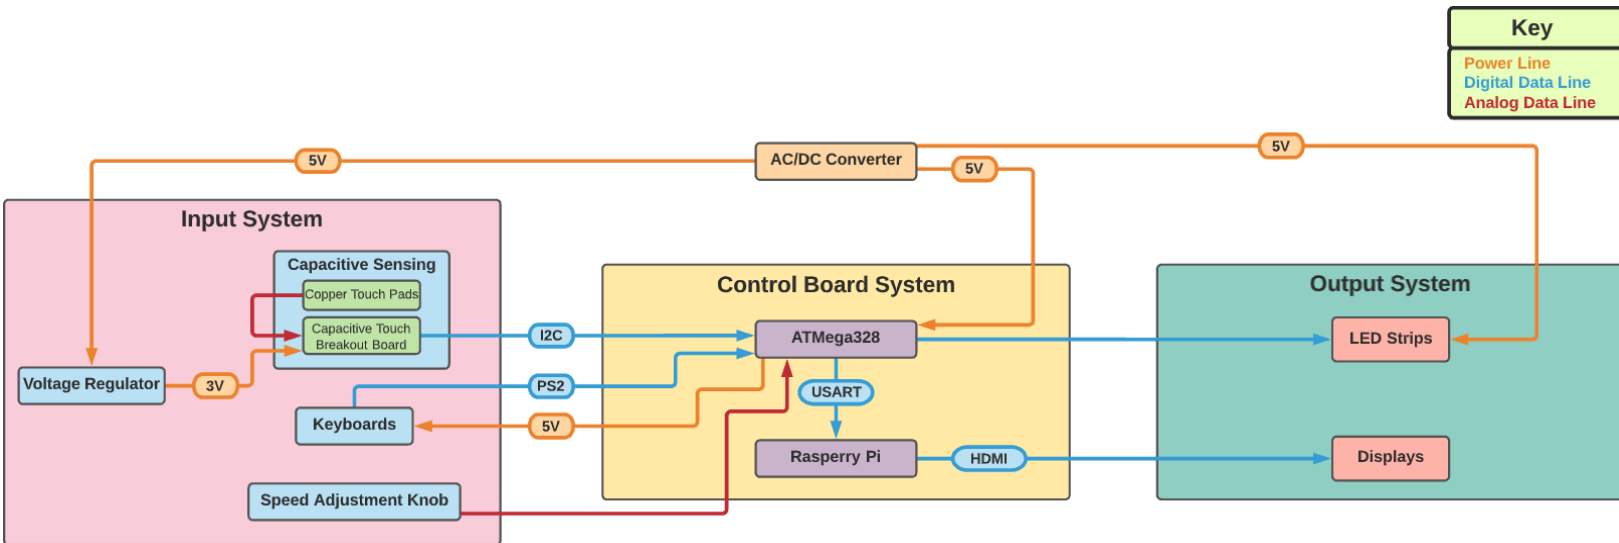 Key
Power Line
Digital Data Line
Analog Data Line
5V
AC/DC Converter
5V
5V
Input System
Capacitive Sensing
Copper Touch Pads
Capacitive Touch
Breakout Board
Voltage Regulator
3V
Keyboards
Speed Adjustment Knob
I2C
PS2
5V
Control Board System
ATMega328
USART
Rasperry Pi
HDMI
Output System
LED Strips
Displays